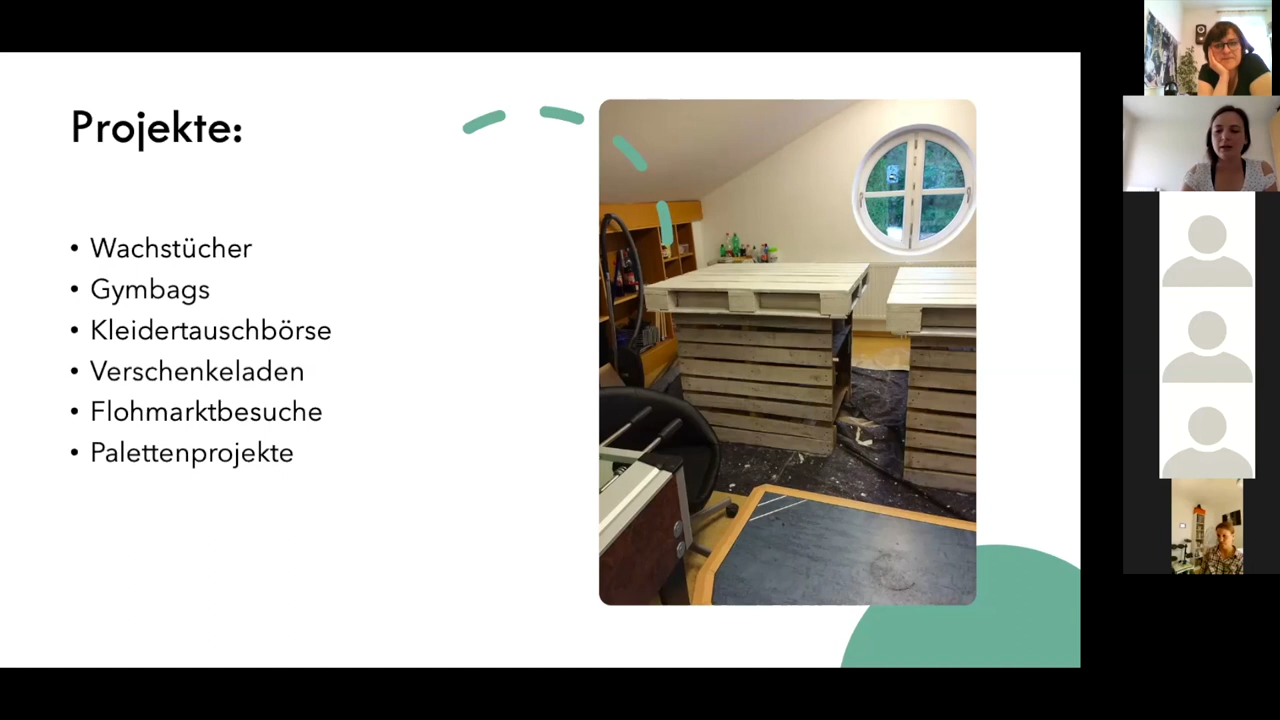 Projekte:
• Wachstücher
• Gymbags
• Kleidertauschbörse
• Verschenkeladen
• Flohmarktbesuche
• Palettenprojekte